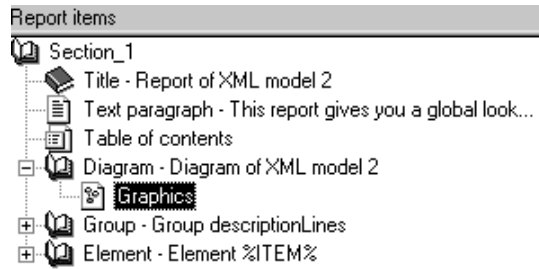 Report items
Section_1
Title - Report of XML model 2
Text paragraph - This report gives you a global look...
Table of contents
Diagram - Diagram of XML model 2
Graphics
Group - Group descriptionLines
Element - Element %ITEM%